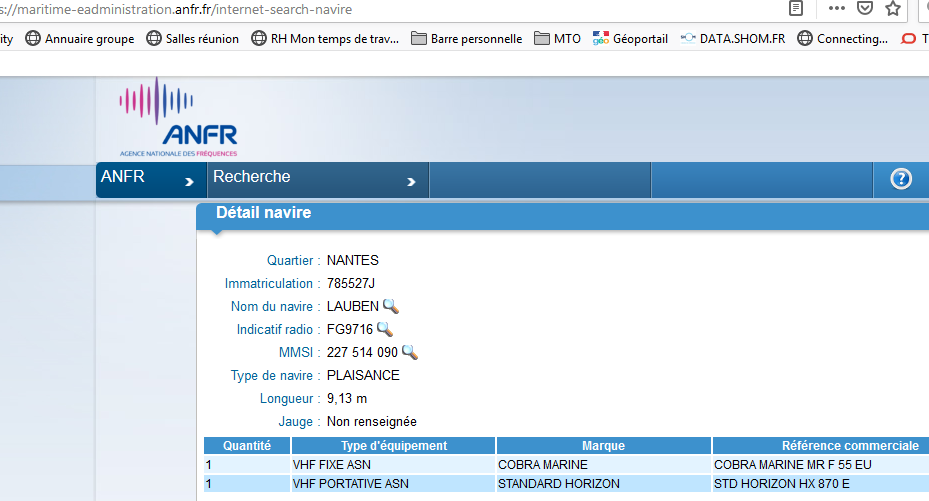 s://maritime-eadministration.anfr.fr/internet-search-navire
ity Annuaire groupe Salles réunion RH Mon temps de trav... Barre personnelle MTO Géoportail DATA.SHOM.FR Connecting... T
ANFR
AGENCE NATIONALE DES FRÉQUENCES
ANFR Recherche ?
Détail navire
Quartier : NANTES
Immatriculation : 785527J
Nom du navire : LAUBEN
Indicatif radio : FG9716
MMSI : 227 514 090
Type de navire : PLAISANCE
Longueur : 9,13 m
Jauge : Non renseignée
Quantité Type d'équipement Marque Référence commerciale
1 VHF FIXE ASN COBRA MARINE COBRA MARINE MR F 55 EU
1 VHF PORTATIVE ASN STANDARD HORIZON STD HORIZON HX 870 E